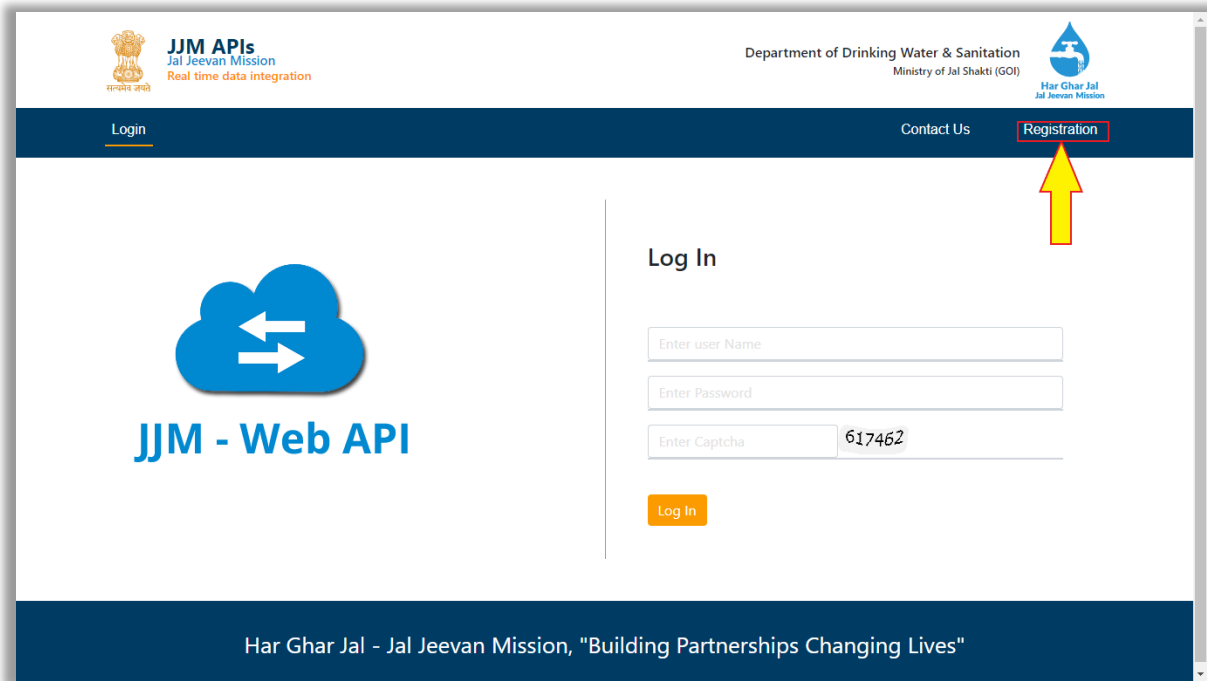 सत्यमेव जयते
JJM APIs
Jal Jeevan Mission
Real time data integration
Department of Drinking Water & Sanitation
Ministry of Jal Shakti (GOI)
Har Ghar Jal
Jal Jeevan Mission
Login
Contact Us
Registration
JJM - Web API
Log In
Enter user Name
Enter Password
Enter Captcha
617462
Log In
Har Ghar Jal - Jal Jeevan Mission, "Building Partnerships Changing Lives"